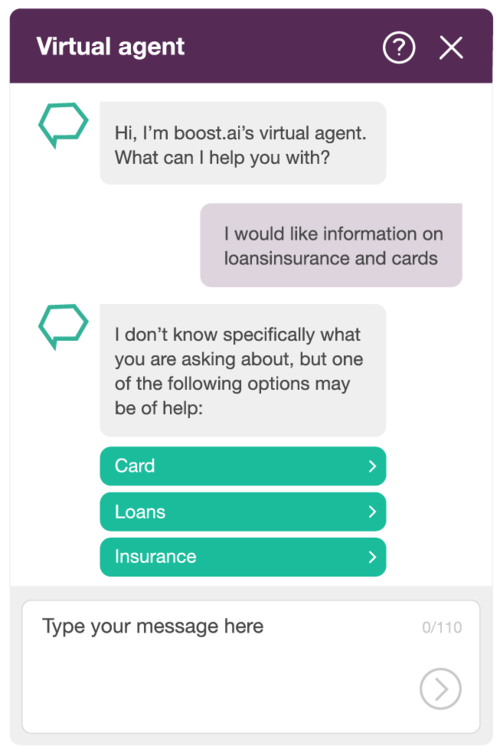 Virtual agent
?
Hi, I’m boost.ai’s virtual agent.
What can I help you with?
I would like information on
loansinsurance and cards
I don’t know specifically what
you are asking about, but one
of the following options may
be of help:
Card
Loans
Insurance
Type your message here
0/110